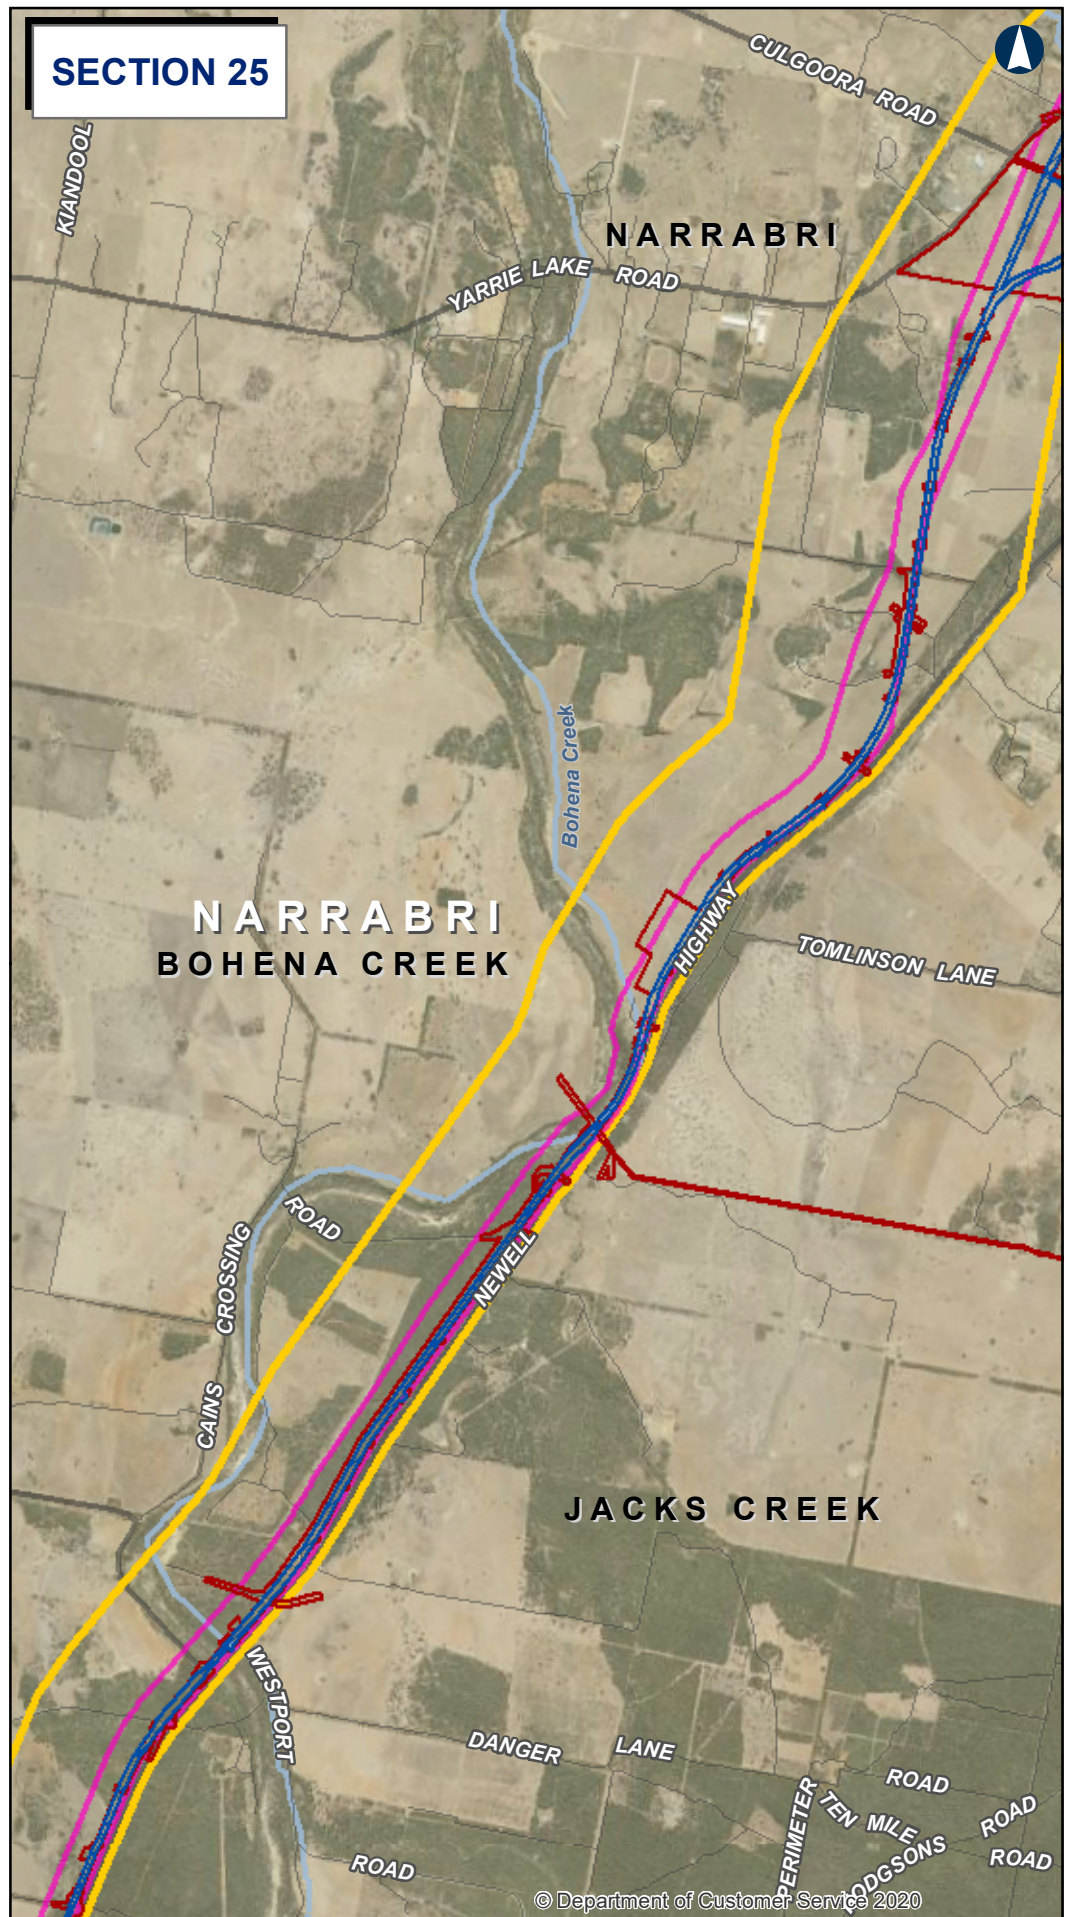 SECTION 25
CULGOORA ROAD
KIANDOOL
NARRABRI
YARRIE LAKE ROAD
Bohena Creek
NARRABRI
BOHENA CREEK
HIGHWAY
TOMLINSON LANE
ROAD
CROSSING
NEWELL
CAINS
JACKS CREEK
WESTPORT
DANGER LANE
ROAD
PERIMETER
TEN MILE
ROAD
HODGSONS
ROAD
ROAD
© Department of Customer Service 2020